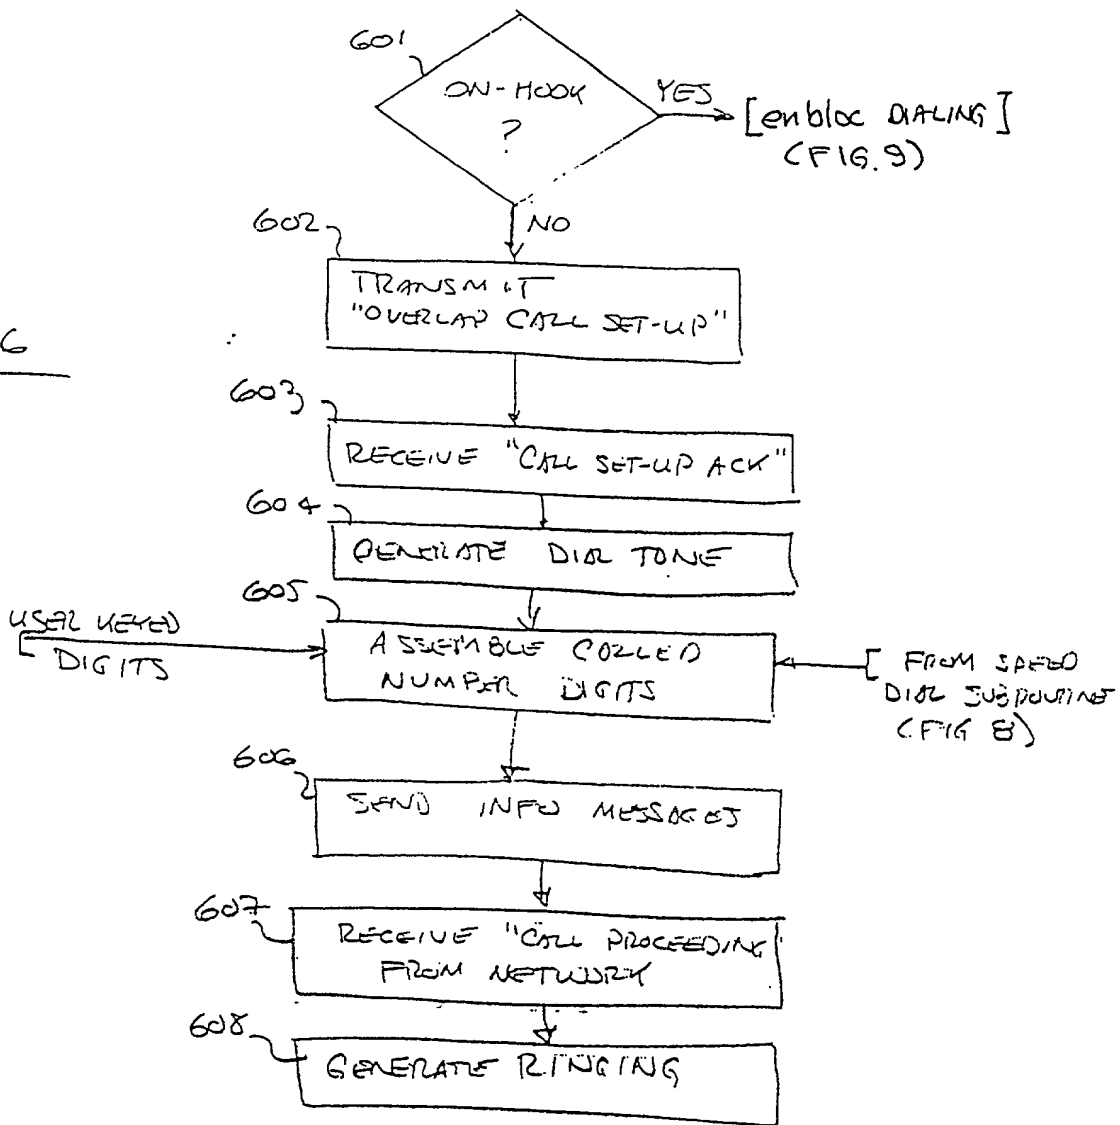 601
ON-HOOK
?
YES
[enbloc DIALING]
(FIG.9)
NO
602
TRANSMIT
"OVERLAP CALL SET-UP"
6
603
RECEIVE "CALL SET-UP ACK"
604
GENERATE DIAL TONE
605
USER KEYED
DIGITS
ASSEMBLE CALLED
NUMBER DIGITS
FROM SPEED
DIAL SUBROUTINE
(FIG 8)
606
SEND INFO MESSAGES
607
RECEIVE "CALL PROCEEDING"
FROM NETWORK
608
GENERATE RINGING